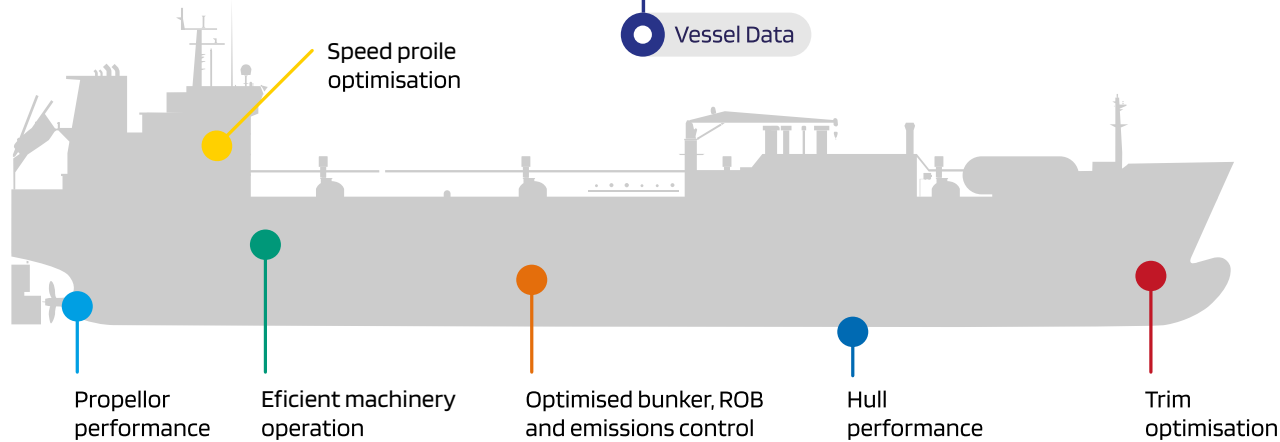 Vessel Data
Speed proile
optimisation
Propellor
performance
Eficient machinery
operation
Optimised bunker, ROB
and emissions control
Hull
performance
Trim
optimisation